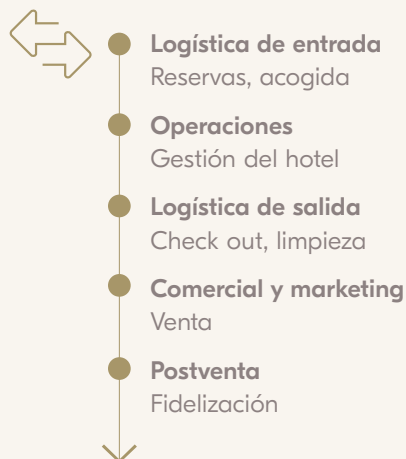 Logística de entrada
Reservas, acogida
Operaciones
Gestión del hotel
Logística de salida
Check out, limpieza
Comercial y marketing
Venta
Postventa
Fidelización